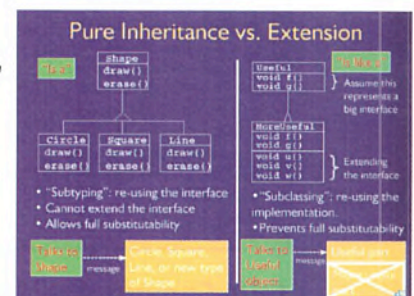 Pure Inheritance vs. Extension
"Is-a"
Shape
draw()
erase()
Circle
draw()
erase()
Square
draw()
erase()
Line
draw()
erase()
• "Subtyping": re-using the interface
• Cannot extend the interface
• Allows full substitutability
Talks to
Shape
message
Circle, Square,
Line, or new type
of Shape
Useful
void f()
void g()
Assume this
represents a
big interface
MoreUseful
void f()
void g()
void u()
void v()
void w()
Extending
the interface
• "Subclassing": re-using the
implementation.
• Prevents full substitutability
Talks to
Useful
object
message
Useful part